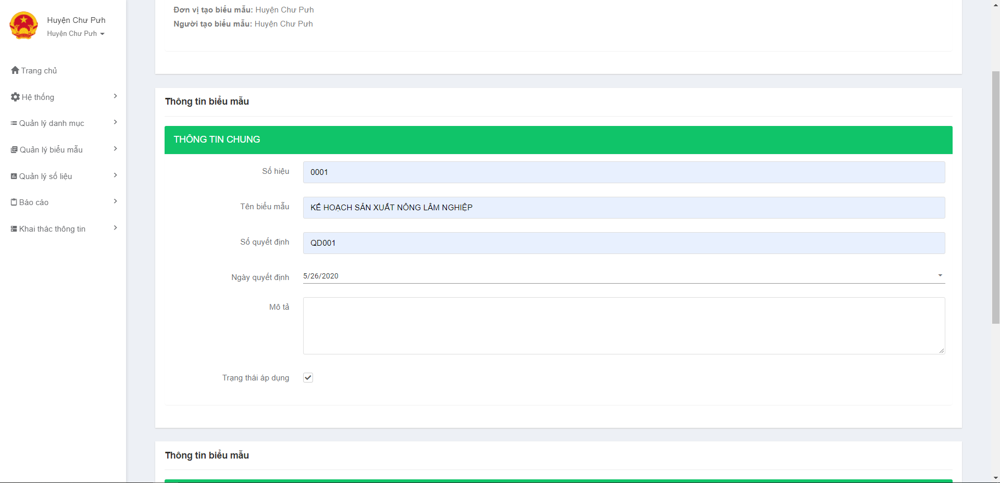 Huyện Chư Pưh
Huyện Chư Pưh
Trang chủ
Hệ thống
Quản lý danh mục
Quản lý biểu mẫu
Quản lý số liệu
Báo cáo
Khai thác thông tin
Đơn vị tạo biểu mẫu: Huyện Chư Pưh
Người tạo biểu mẫu: Huyện Chư Pưh
Thông tin biểu mẫu
THÔNG TIN CHUNG
Số hiệu 0001
Tên biểu mẫu KẾ HOẠCH SẢN XUẤT NÔNG LÂM NGHIỆP
Số quyết định QD001
Ngày quyết định 5/26/2020
Mô tả
Trạng thái áp dụng
Thông tin biểu mẫu